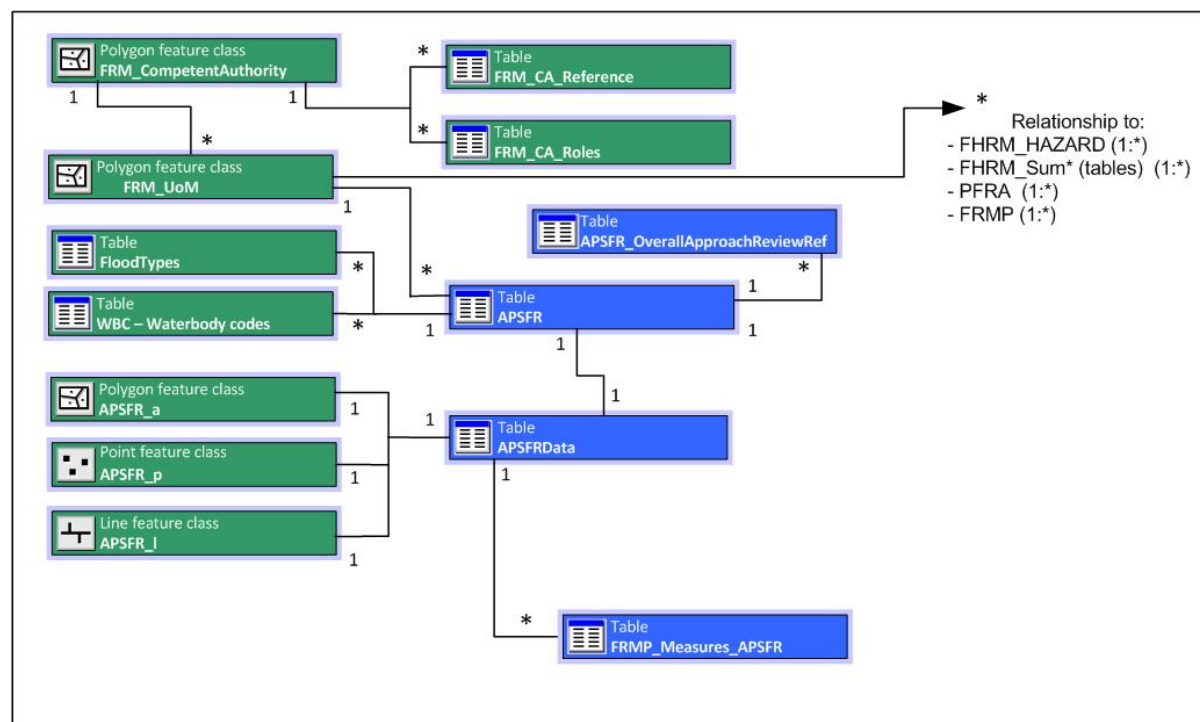 Polygon feature class
FRM_CompetentAuthority
1
1
*
Table
FRM_CA_Reference
*
Table
FRM_CA_Roles
*
Polygon feature class
FRM_UoM
1
*
Relationship to:
- FHRM_HAZARD (1:*)
- FHRM_Sum* (tables) (1:*)
- PFRA (1:*)
- FRMP (1:*)
Table
FloodTypes
*
Table
WBC – Waterbody codes
*
Table
APSFR_OverallApproachReviewRef
*
*
Table
APSFR
1
1
1
1
1
Table
APSFRData
1
1
*
Polygon feature class
APSFR_a
1
Point feature class
APSFR_p
1
Line feature class
APSFR_l
1
Table
FRMP_Measures_APSFR